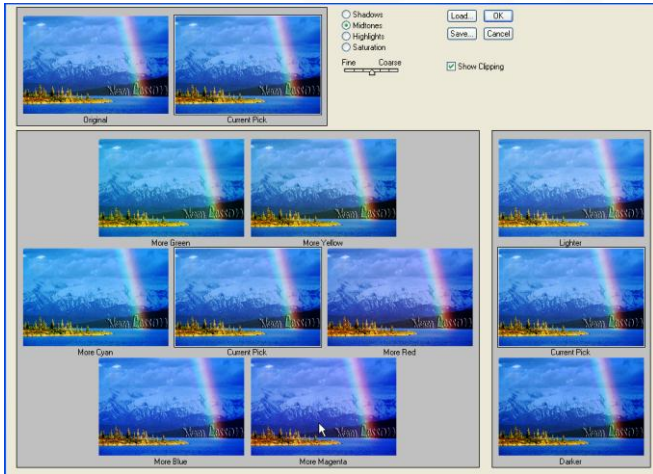 Shadows
Midtones
Highlights
Saturation
Fine Coarse
Load... OK
Save... Cancel
Show Clipping
Original Current Pick
More Green More Yellow
Lighter
More Cyan Current Pick More Red
Current Pick
More Blue More Magenta
Darker